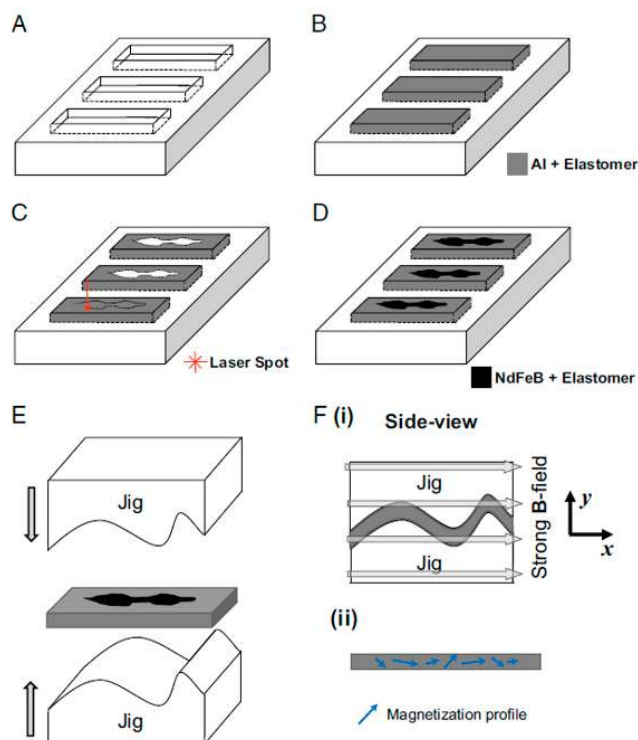 A
B
Al + Elastomer
C
D
Laser Spot
NdFeB + Elastomer
E
F (i) Side-view
Jig
Jig
Jig
Jig
Strong B-field
y
x
(ii)
Magnetization profile